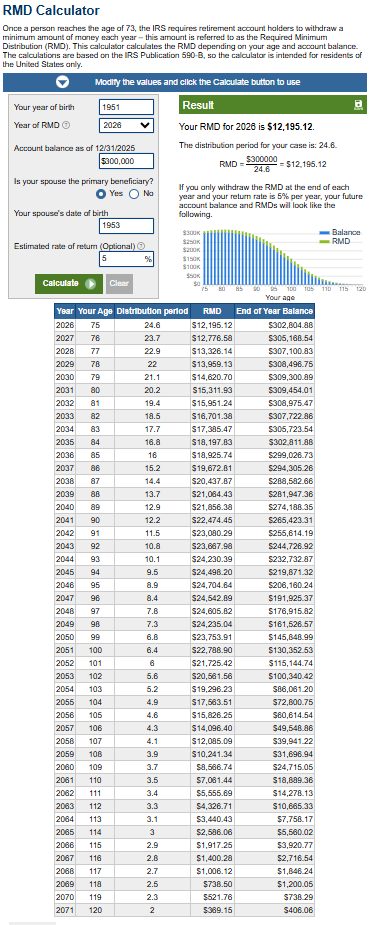 RMD Calculator
Once a person reaches the age of 73, the IRS requires retirement account holders to withdraw a
minimum amount of money each year – this amount is referred to as the Required Minimum
Distribution (RMD). This calculator calculates the RMD depending on your age and account balance.
The calculations are based on the IRS Publication 590-B, so the calculator is intended for residents of
the United States only.
Modify the values and click the Calculate button to use
Your year of birth 1951
Year of RMD ? 2026
Account balance as of 12/31/2025
$300,000
Is your spouse the primary beneficiary?
Yes No
Your spouse's date of birth
1953
Estimated rate of return (Optional) ?
5 %
Calculate Clear
Result
Your RMD for 2026 is $12,195.12.
The distribution period for your case is: 24.6.
RMD = $300000 / 24.6 = $12,195.12
If you only withdraw the RMD at the end of each
year and your return rate is 5% per year, your future
account balance and RMDs will look like the
following.
$300K
$250K
$200K
$150K
$100K
$50K
$0
75 80 85 90 95 100 105 110 115 120
Your age
Balance
RMD
Year Your Age Distribution period RMD End of Year Balance
2026 75 24.6 $12,195.12 $302,804.88
2027 76 23.7 $12,776.58 $305,168.54
2028 77 22.9 $13,326.14 $307,100.83
2029 78 22 $13,959.13 $308,496.75
2030 79 21.1 $14,620.70 $309,300.89
2031 80 20.2 $15,311.93 $309,454.01
2032 81 19.4 $15,951.24 $308,975.47
2033 82 18.5 $16,701.38 $307,722.86
2034 83 17.7 $17,385.47 $305,723.54
2035 84 16.8 $18,197.83 $302,811.88
2036 85 16 $18,925.74 $299,026.73
2037 86 15.2 $19,672.81 $294,305.26
2038 87 14.4 $20,437.87 $288,582.66
2039 88 13.7 $21,064.43 $281,947.36
2040 89 12.9 $21,856.38 $274,188.35
2041 90 12.2 $22,474.45 $265,423.31
2042 91 11.5 $23,080.29 $255,614.19
2043 92 10.8 $23,667.98 $244,726.92
2044 93 10.1 $24,230.39 $232,732.87
2045 94 9.5 $24,498.20 $219,871.32
2046 95 8.9 $24,704.64 $206,160.24
2047 96 8.4 $24,542.89 $191,925.37
2048 97 7.8 $24,605.82 $176,915.82
2049 98 7.3 $24,235.04 $161,526.57
2050 99 6.8 $23,753.91 $145,848.99
2051 100 6.4 $22,788.90 $130,352.53
2052 101 6 $21,725.42 $115,144.74
2053 102 5.6 $20,561.56 $100,340.42
2054 103 5.2 $19,296.23 $86,061.20
2055 104 4.9 $17,563.51 $72,800.75
2056 105 4.6 $15,826.25 $60,614.54
2057 106 4.3 $14,096.40 $49,548.86
2058 107 4.1 $12,085.09 $39,941.22
2059 108 3.9 $10,241.34 $31,696.94
2060 109 3.7 $8,566.74 $24,715.05
2061 110 3.5 $7,061.44 $18,889.36
2062 111 3.4 $5,555.69 $14,278.13
2063 112 3.3 $4,326.71 $10,665.33
2064 113 3.1 $3,440.43 $7,758.17
2065 114 3 $2,586.06 $5,560.02
2066 115 2.9 $1,917.25 $3,920.77
2067 116 2.8 $1,400.28 $2,716.54
2068 117 2.7 $1,006.12 $1,846.24
2069 118 2.5 $738.50 $1,200.05
2070 119 2.3 $521.76 $738.29
2071 120 2 $369.15 $406.06